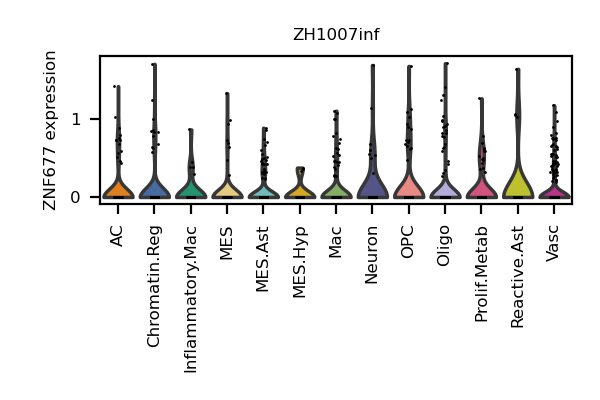 ZH1007inf
ZNF677 expression
1
0
AC
Chromatin.Reg
Inflammatory.Mac
MES
MES.Ast
MES.Hyp
Mac
Neuron
OPC
Oligo
Prolif.Metab
Reactive.Ast
Vasc